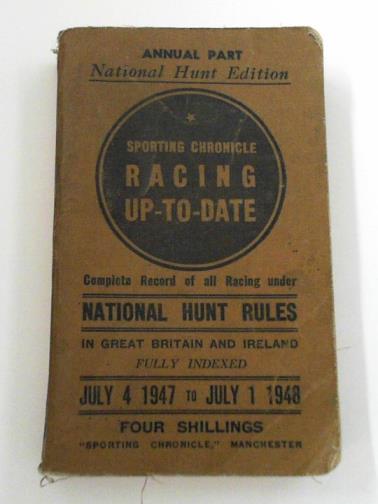 ANNUAL PART
National Hunt Edition
SPORTING CHRONICLE
RACING
UP-TO-DATE
Complete Record of all Racing under
NATIONAL HUNT RULES
IN GREAT BRITAIN AND IRELAND
FULLY INDEXED
JULY 4 1947 TO JULY 1 1948
FOUR SHILLINGS
"SPORTING CHRONICLE," MANCHESTER